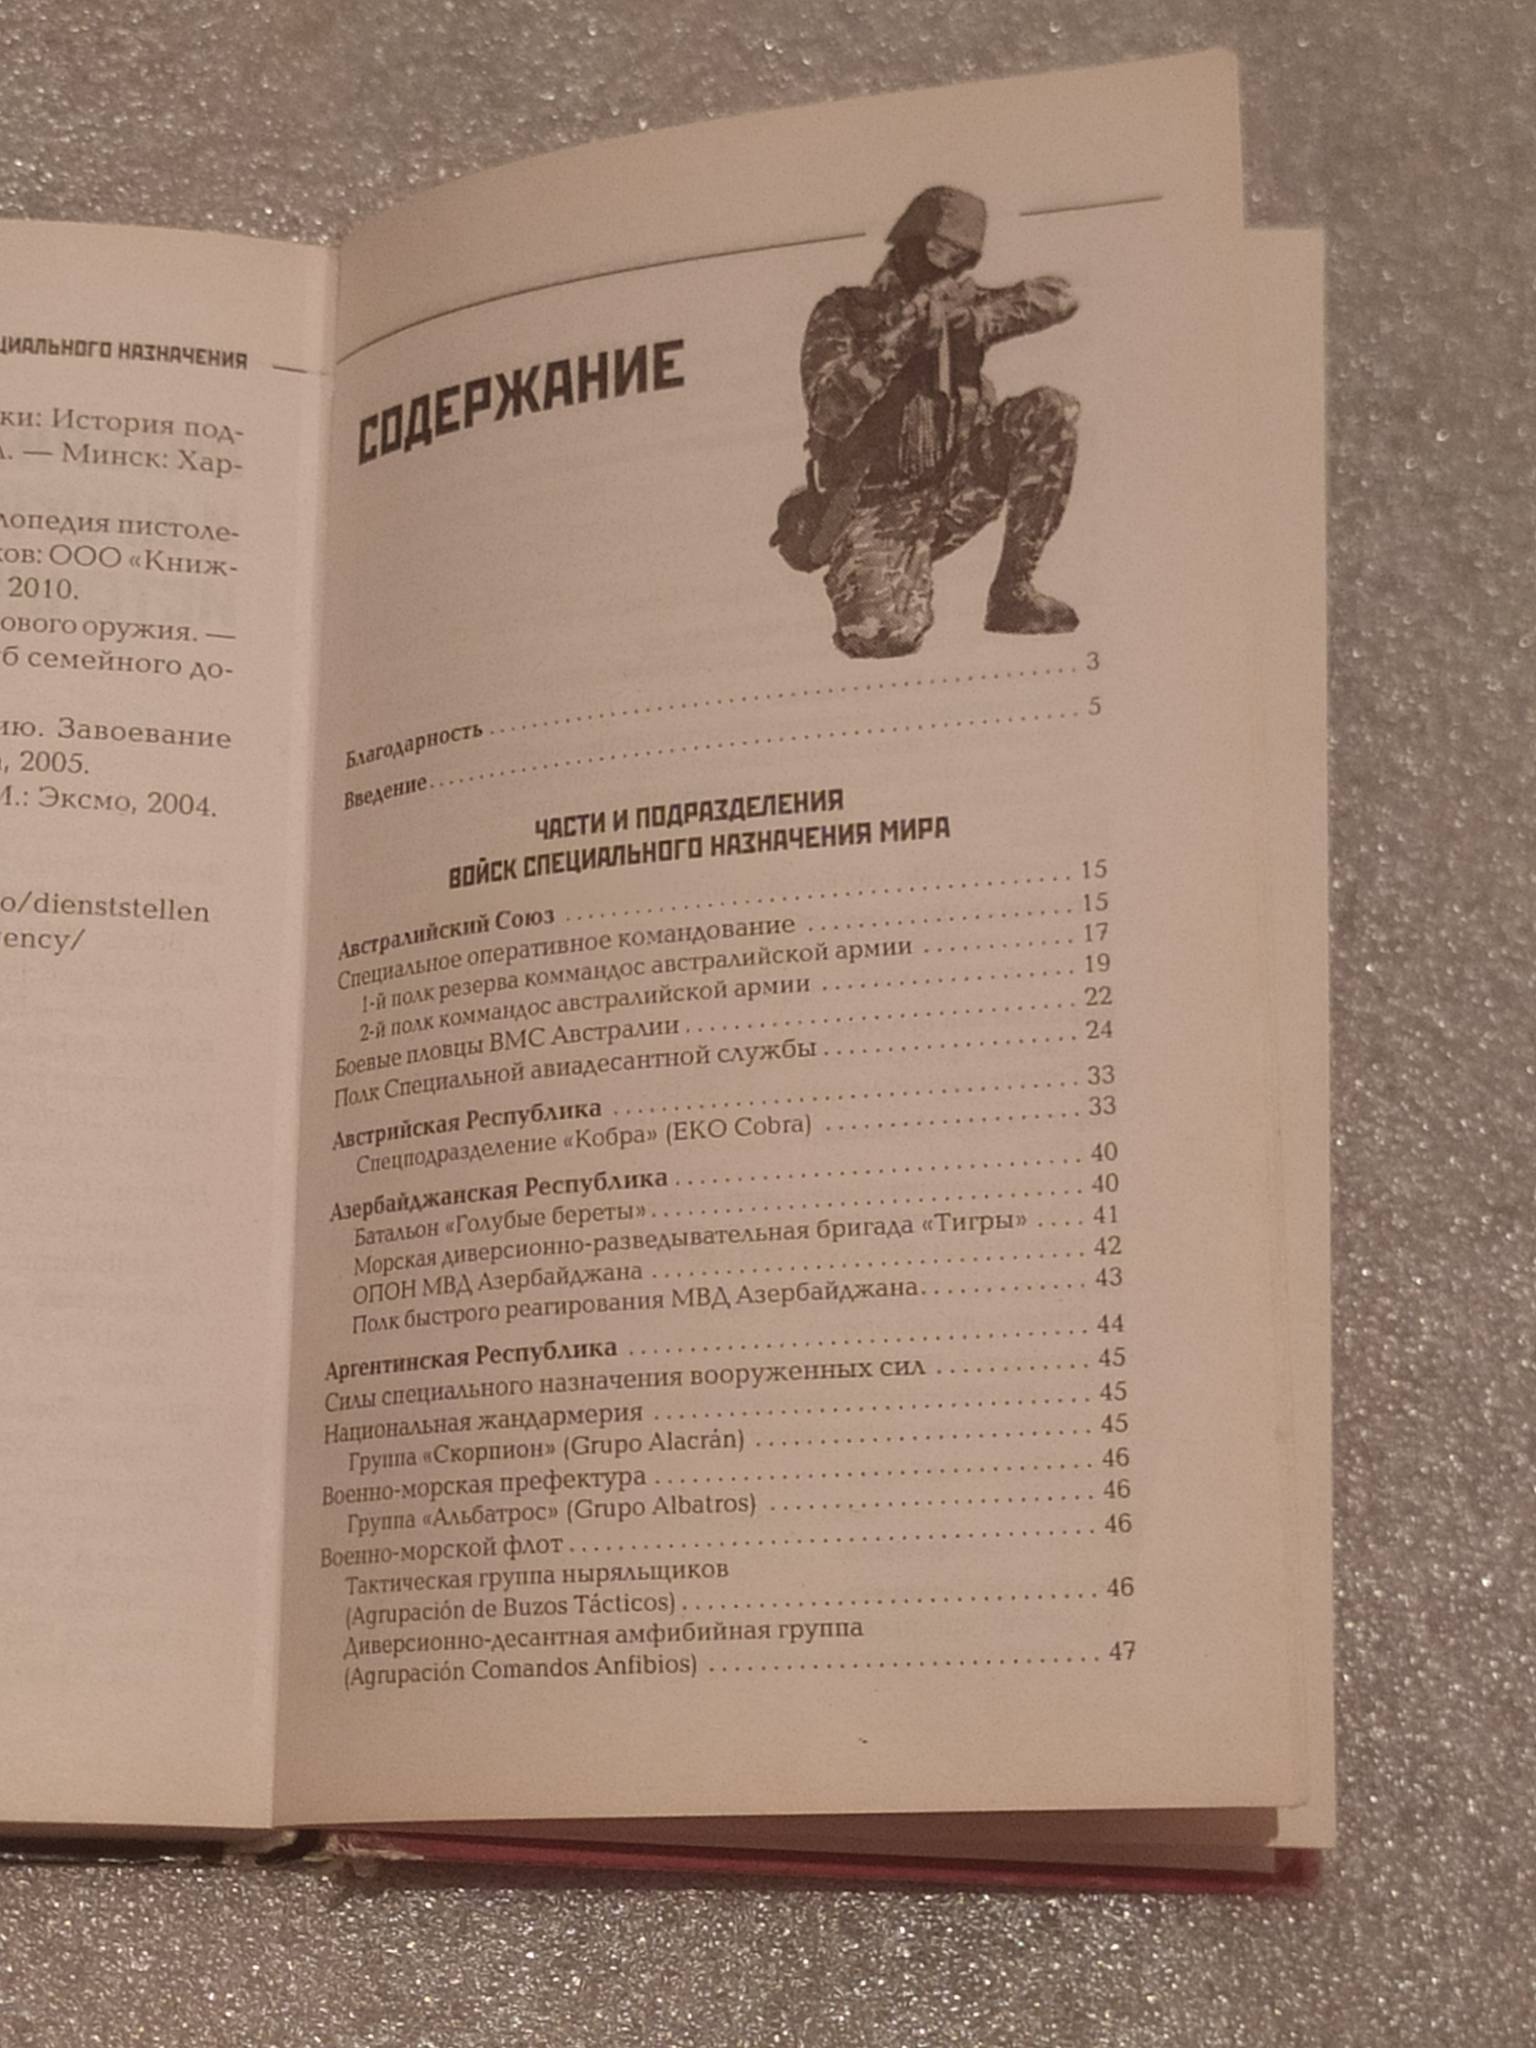 ЦИАЛЬНОГО НАЗНАЧЕНИЯ
ки: История под-
— Минск: Хар-
лопедия пистоле-
ков: ООО «Книж-
2010.
ового оружия. —
б семейного до-
ию. Завоевание
, 2005.
М.: Эксмо, 2004.
o/dienststellen
ency/
СОДЕРЖАНИЕ
Благодарность . . . . . . . . . . . . . . . . . . . . 3
Введение . . . . . . . . . . . . . . . . . . . . 5
ЧАСТИ И ПОДРАЗДЕЛЕНИЯ
ВОЙСК СПЕЦИАЛЬНОГО НАЗНАЧЕНИЯ МИРА
Австралийский Союз . . . . . . . . . . . . . . . . . . . . 15
Специальное оперативное командование . . . . . . . . . . . . 15
1-й полк резерва коммандос австралийской армии . . . . . . . . 17
2-й полк коммандос австралийской армии . . . . . . . . . . . . 19
Боевые пловцы ВМС Австралии . . . . . . . . . . . . . . . . 22
Полк Специальной авиадесантной службы . . . . . . . . . . . . 24
Австрийская Республика . . . . . . . . . . . . . . . . . . . . 33
Спецподразделение «Кобра» (EKO Cobra) . . . . . . . . . . . . 33
Азербайджанская Республика . . . . . . . . . . . . . . . . . . 40
Батальон «Голубые береты» . . . . . . . . . . . . . . . . . . 40
Морская диверсионно-разведывательная бригада «Тигры» . . . . 41
ОПОН МВД Азербайджана . . . . . . . . . . . . . . . . . . 42
Полк быстрого реагирования МВД Азербайджана . . . . . . . . 43
Аргентинская Республика . . . . . . . . . . . . . . . . . . . . 44
Силы специального назначения вооруженных сил . . . . . . . . 45
Национальная жандармерия . . . . . . . . . . . . . . . . . . 45
Группа «Скорпион» (Grupo Alacrán) . . . . . . . . . . . . . . 45
Военно-морская префектура . . . . . . . . . . . . . . . . . . 46
Группа «Альбатрос» (Grupo Albatros) . . . . . . . . . . . . . . 46
Военно-морской флот . . . . . . . . . . . . . . . . . . . . 46
Тактическая группа ныряльщиков
(Agrupación de Buzos Tácticos) . . . . . . . . . . . . . . . . 46
Диверсионно-десантная амфибийная группа
(Agrupación Comandos Anfibios) . . . . . . . . . . . . . . . . 47